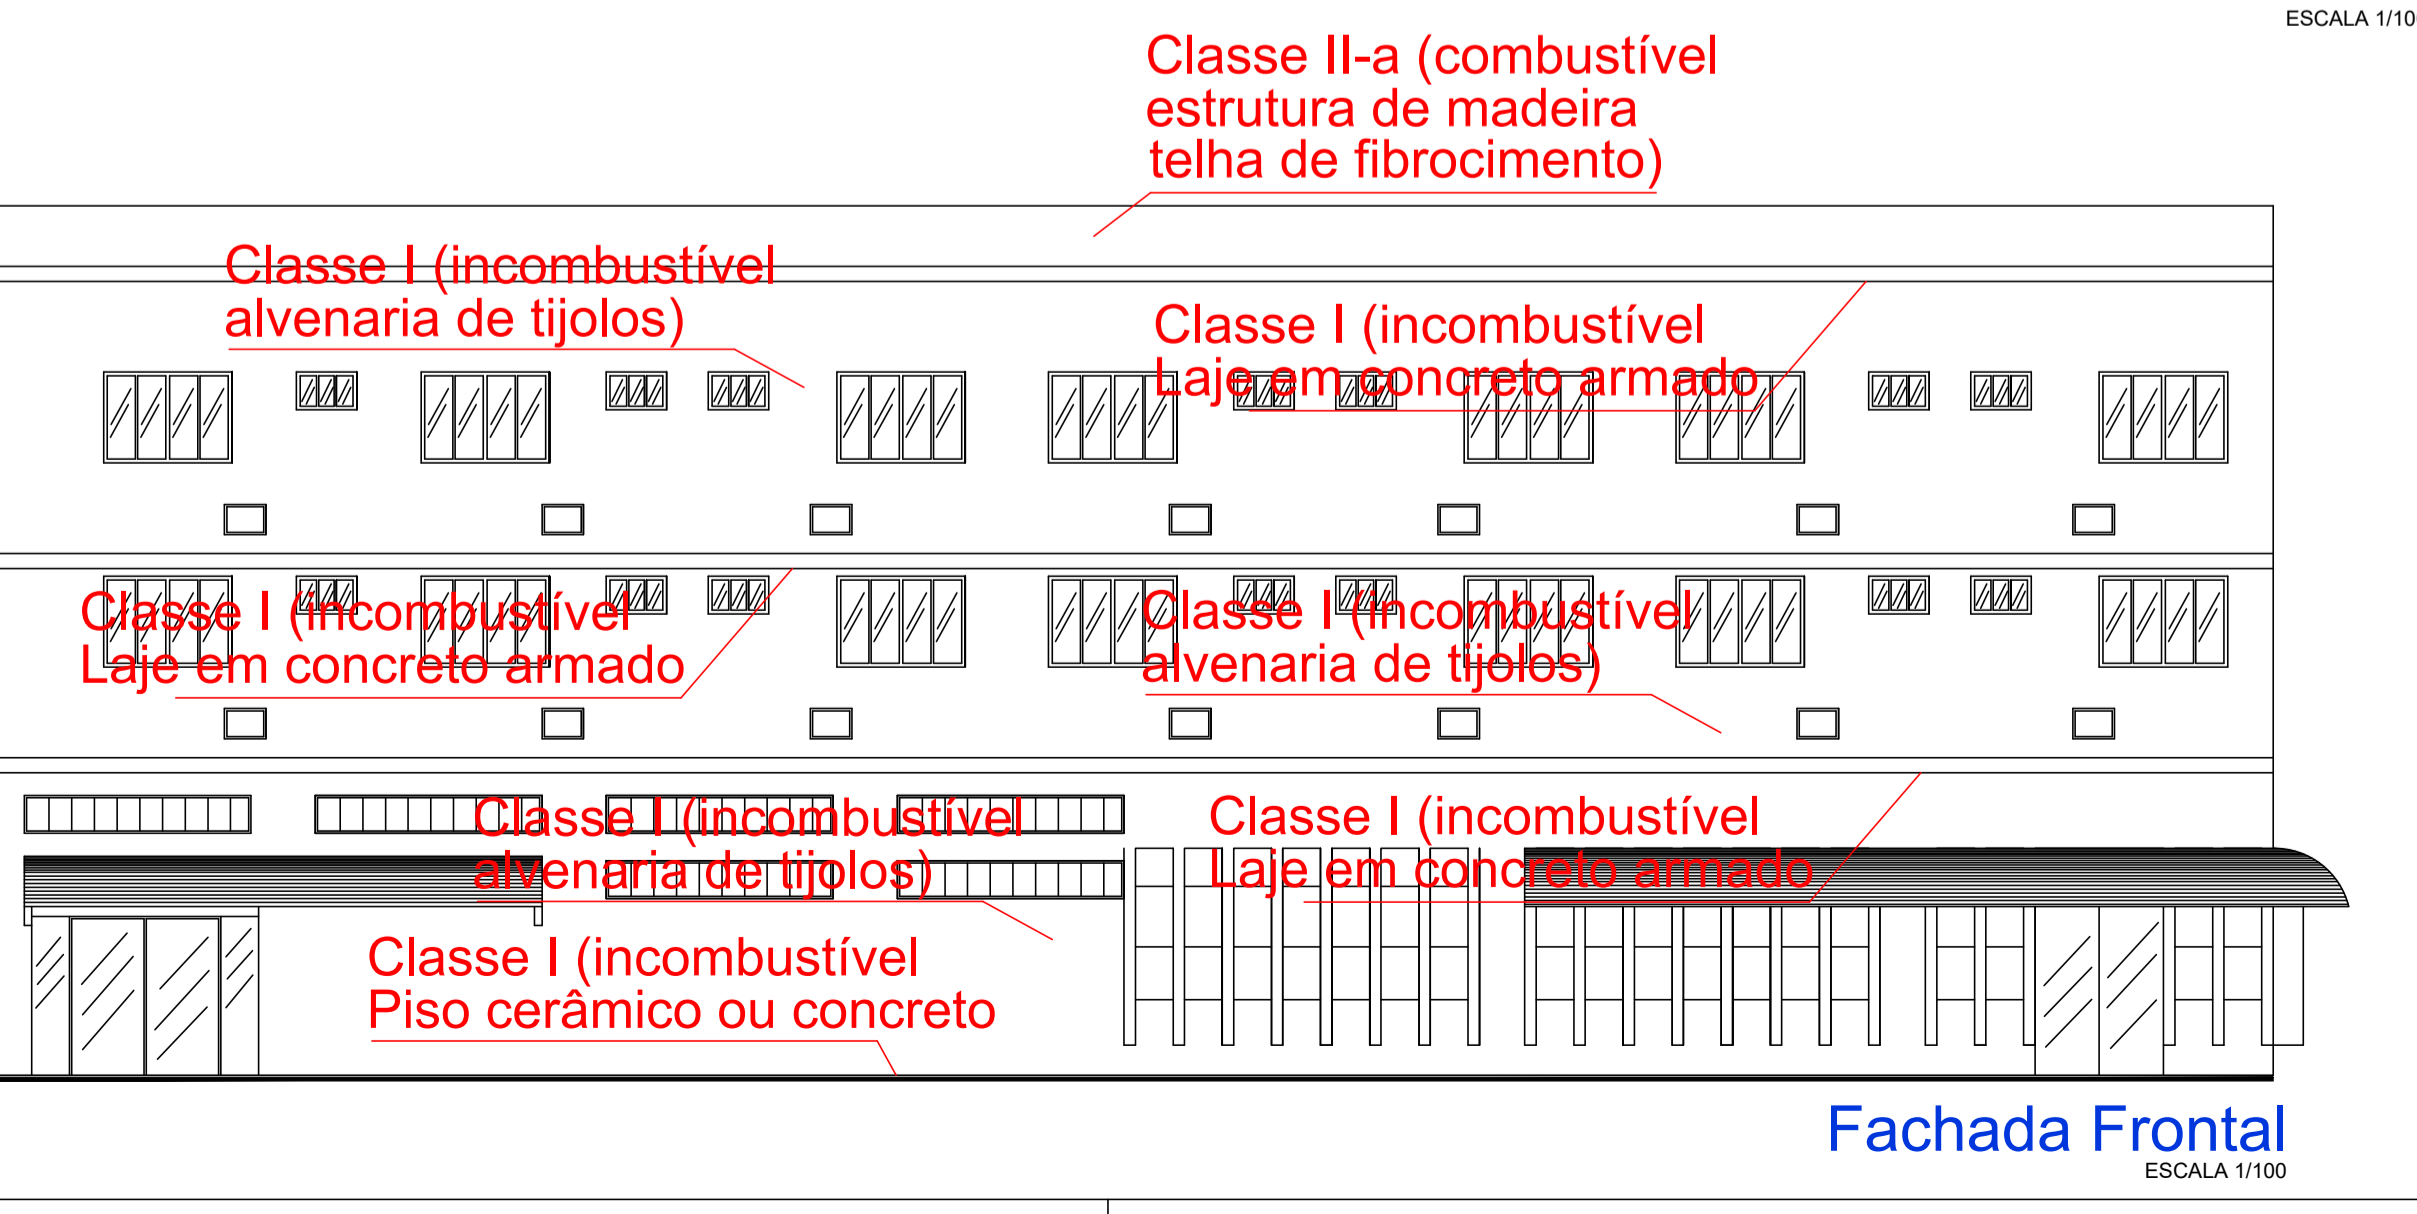 ESCALA 1/10
Classe II-a (combustível
estrutura de madeira
telha de fibrocimento)
Classe I (incombustível
alvenaria de tijolos)
Classe I (incombustível
Laje em concreto armado
Classe I (incombustível
Laje em concreto armado
Classe I (incombustível
alvenaria de tijolos)
Classe I (incombustível
alvenaria de tijolos)
Classe I (incombustível
Laje em concreto armado
Classe I (incombustível
Piso cerâmico ou concreto
Fachada Frontal
ESCALA 1/100